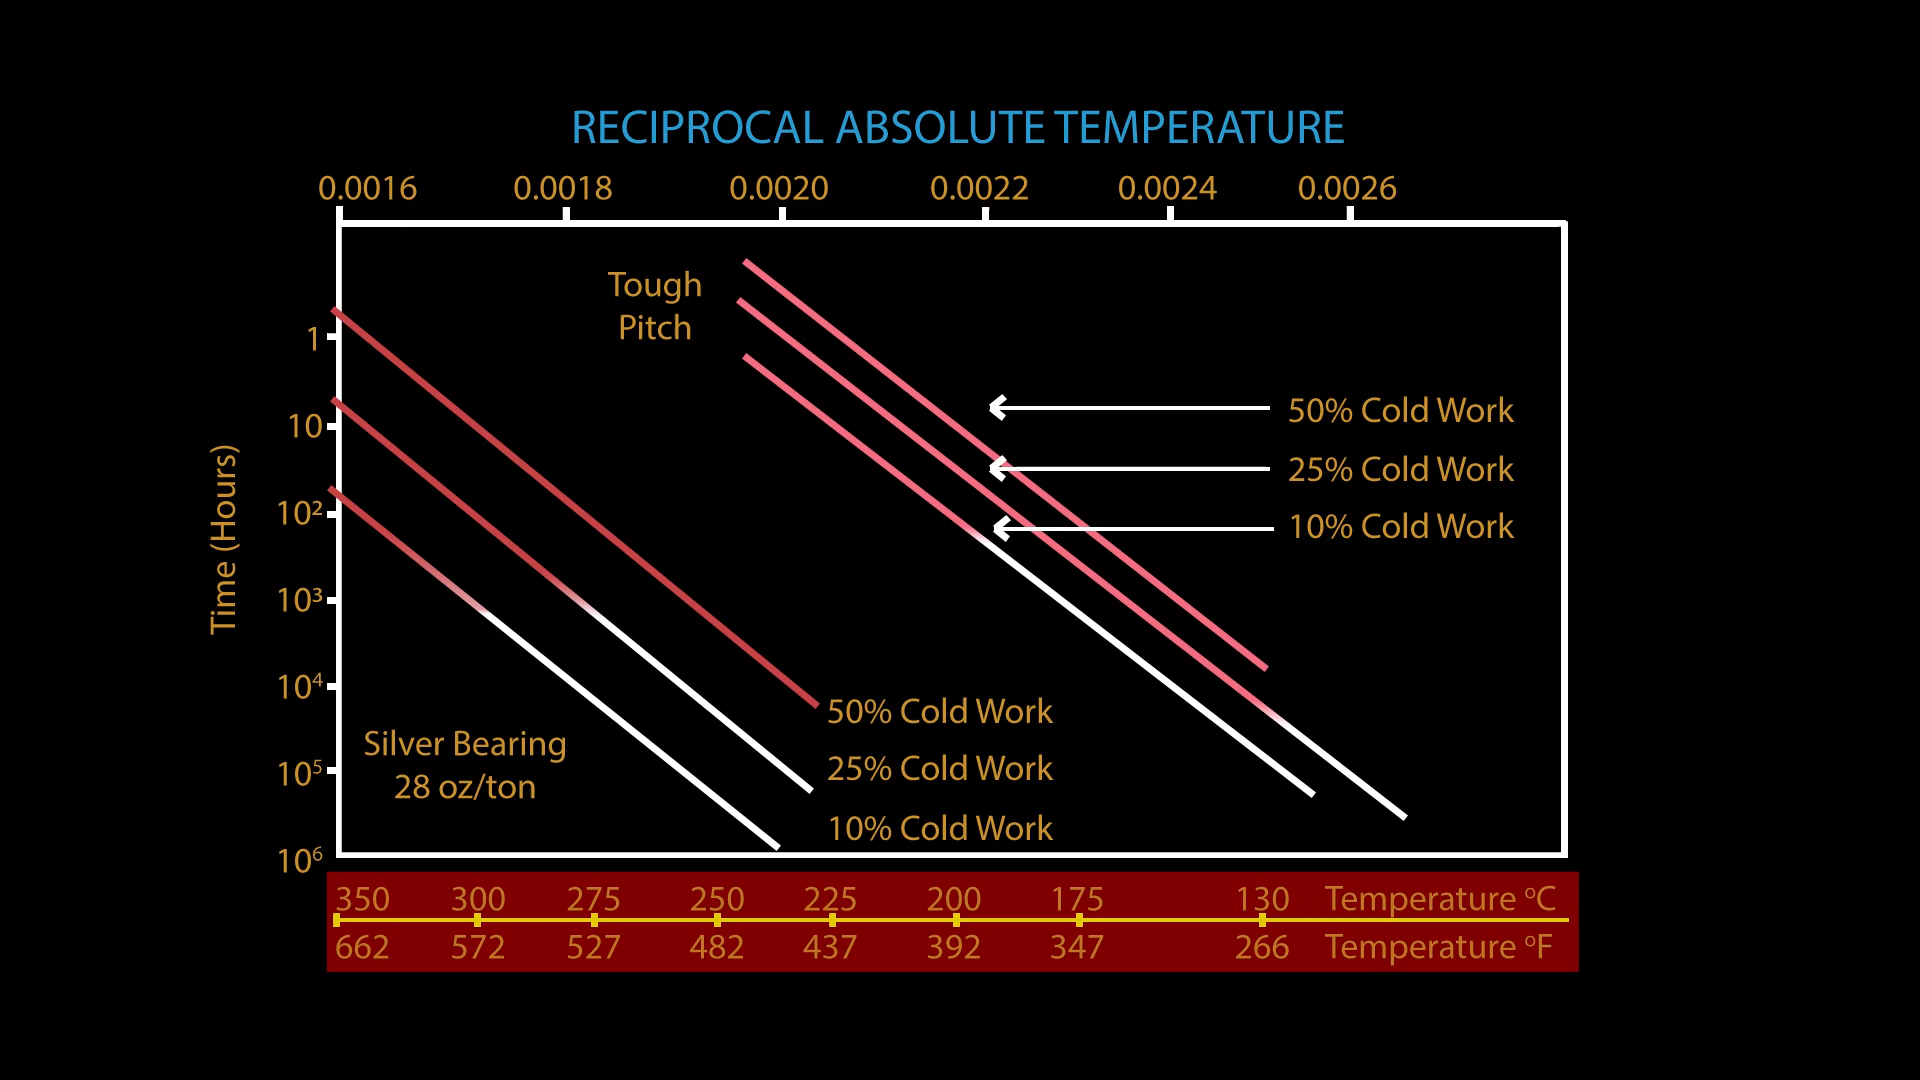 RECIPROCAL ABSOLUTE TEMPERATURE
0.0016 0.0018 0.0020 0.0022 0.0024 0.0026
Tough
Pitch
1
10
10²
10³
10⁴
10⁵
10⁶
Time (Hours)
50% Cold Work
25% Cold Work
10% Cold Work
50% Cold Work
25% Cold Work
10% Cold Work
Silver Bearing
28 oz/ton
350 300 275 250 225 200 175 130 Temperature °C
662 572 527 482 437 392 347 266 Temperature °F